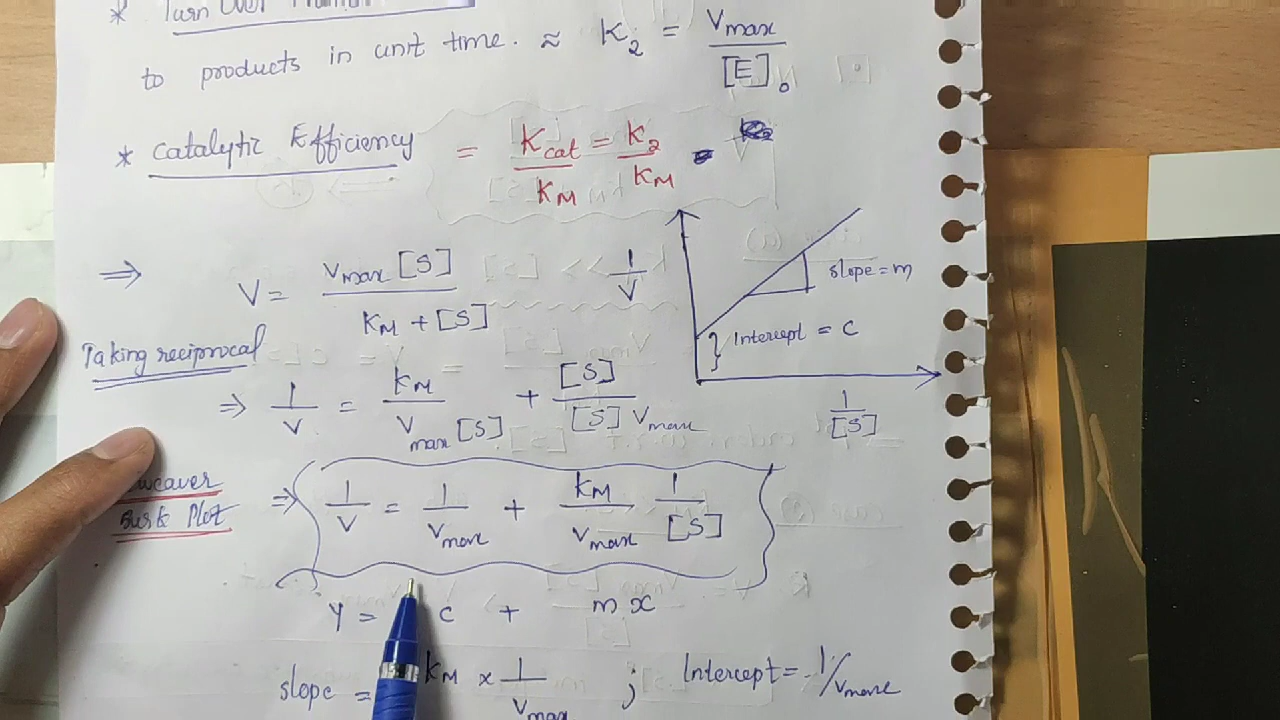 * Turn Over
to products in unit time. ≈ K₂ = Vmax / [E]₀
* Catalytic Efficiency = Kcat / KM = K₂ / KM =
⇒ V = Vmax [S] / KM + [S]
1/V
slope = m
} Intercept = C
1/[S]
Taking reciprocal
⇒ 1/V = KM / Vmax [S] + [S] / [S] Vmax
Plot
⇒ 1/V = 1/Vmax + KM/Vmax 1/[S]
y = c + m x
slope = KM × 1/Vmax ; Intercept = 1/Vmax